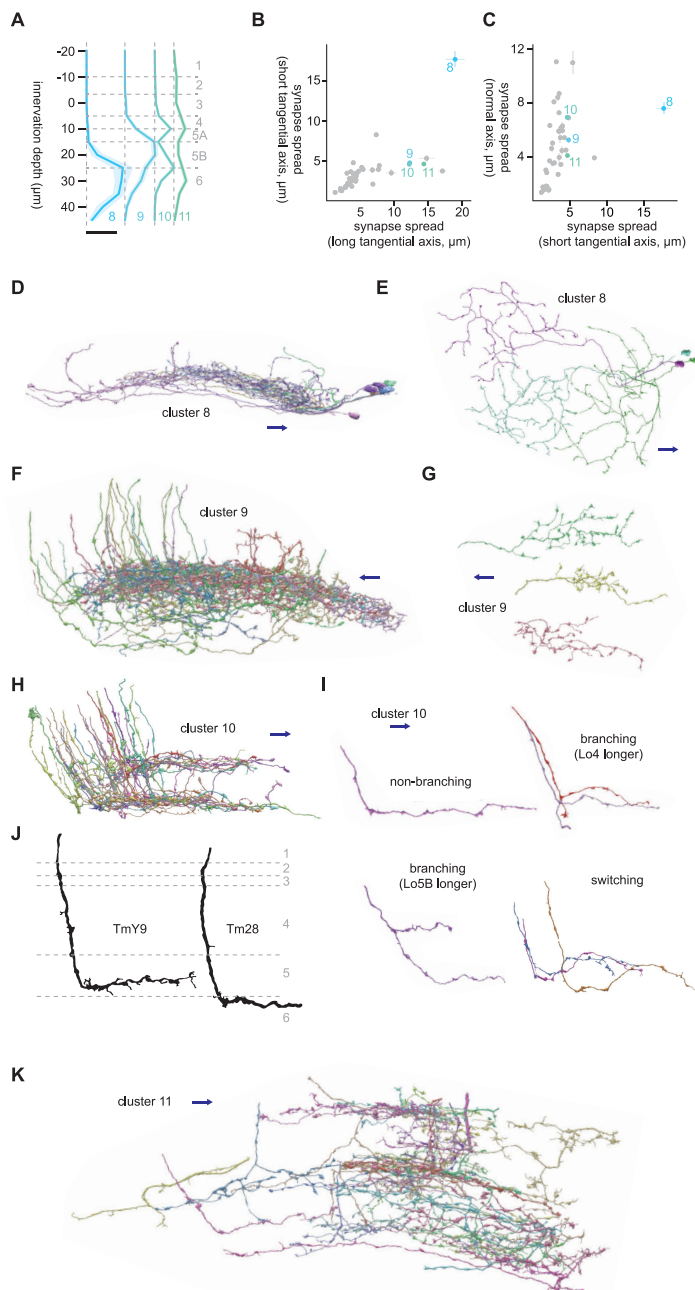 A
-20
-10
0
10
20
30
40
innervation depth (µm)
1
2
3
4
5A
5B
6
8
9
10
11
B
15
10
5
synapse spread
(short tangential axis, µm)
8
9
10
11
5
10
15
20
synapse spread
(long tangential axis, µm)
C
12
8
4
synapse spread
(normal axis, µm)
10
9
11
8
0
5
10
15
synapse spread
(short tangential axis, µm)
D
cluster 8
E
cluster 8
F
cluster 9
G
cluster 9
H
cluster 10
I
cluster 10
non-branching
branching
(Lo4 longer)
branching
(Lo5B longer)
switching
J
1
2
3
4
5
6
TmY9
Tm28
K
cluster 11